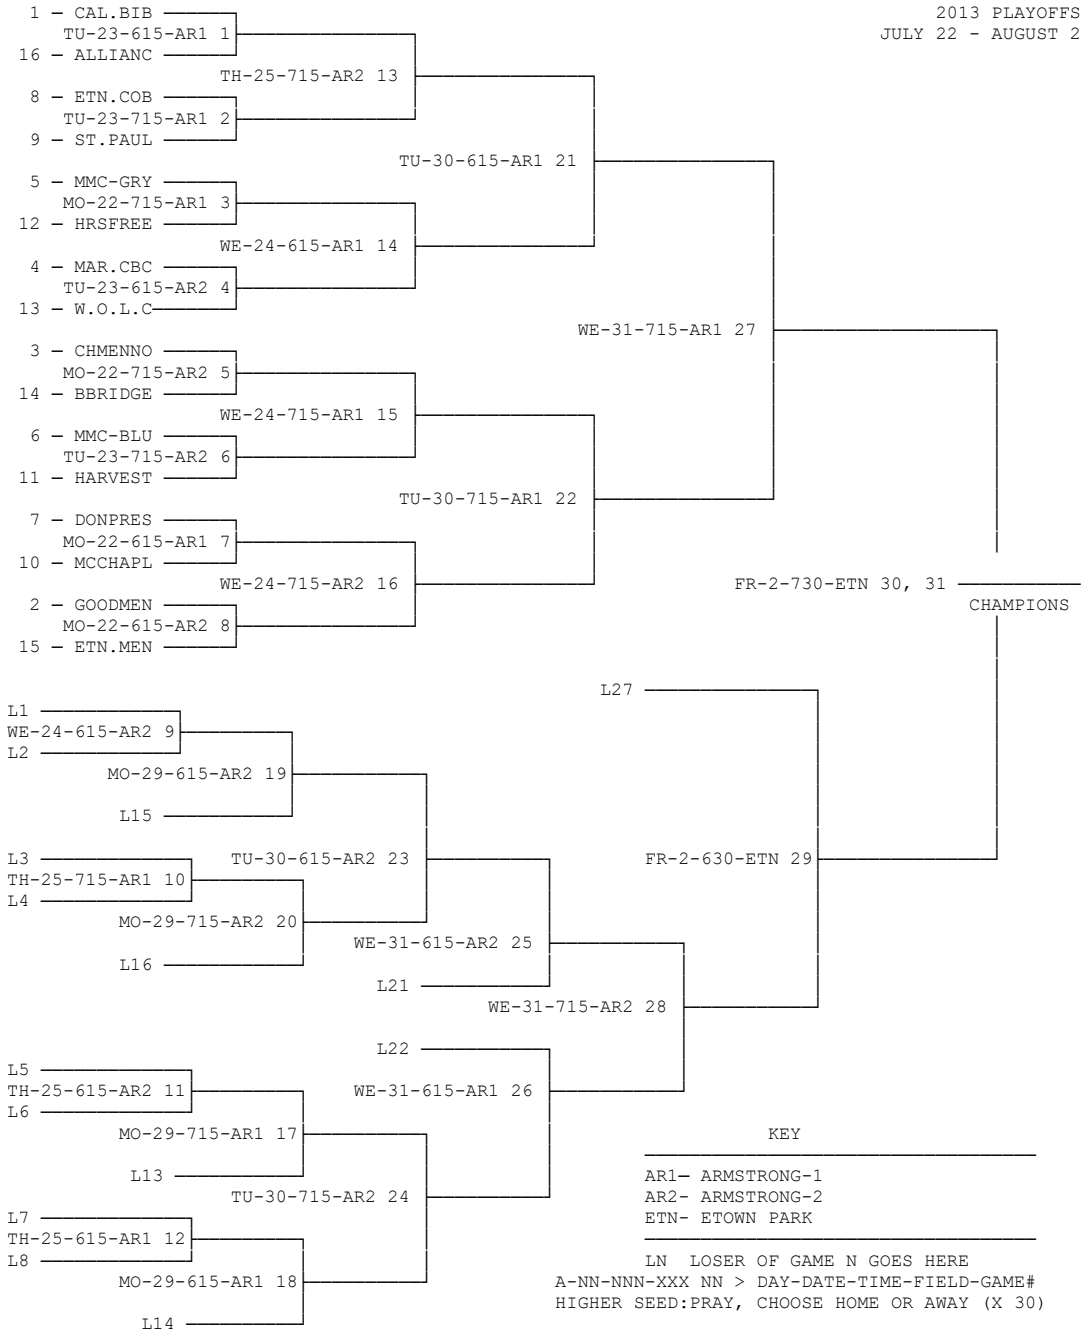 1 — CAL.BIB
2013 PLAYOFFS
TU-23-615-AR1 1
JULY 22 - AUGUST 2
16 — ALLIANC
TH-25-715-AR2 13
8 — ETN.COB
TU-23-715-AR1 2
9 — ST.PAUL
TU-30-615-AR1 21
5 — MMC-GRY
MO-22-715-AR1 3
12 — HRSFREE
WE-24-615-AR1 14
4 — MAR.CBC
TU-23-615-AR2 4
13 — W.O.L.C
WE-31-715-AR1 27
3 — CHMENNO
MO-22-715-AR2 5
14 — BBRIDGE
WE-24-715-AR1 15
6 — MMC-BLU
TU-23-715-AR2 6
11 — HARVEST
TU-30-715-AR1 22
7 — DONPRES
MO-22-615-AR1 7
10 — MCCHAPL
WE-24-715-AR2 16
FR-2-730-ETN 30, 31
2 — GOODMEN
CHAMPIONS
MO-22-615-AR2 8
15 — ETN.MEN
L27
L1
WE-24-615-AR2 9
L2
MO-29-615-AR2 19
L15
L3
TU-30-615-AR2 23
FR-2-630-ETN 29
TH-25-715-AR1 10
L4
MO-29-715-AR2 20
WE-31-615-AR2 25
L16
L21
WE-31-715-AR2 28
L22
L5
TH-25-615-AR2 11
WE-31-615-AR1 26
L6
MO-29-715-AR1 17
KEY
L13
AR1— ARMSTRONG-1
TU-30-715-AR2 24
AR2- ARMSTRONG-2
L7
ETN- ETOWN PARK
TH-25-615-AR1 12
L8
LN LOSER OF GAME N GOES HERE
MO-29-615-AR1 18
A-NN-NNN-XXX NN > DAY-DATE-TIME-FIELD-GAME#
HIGHER SEED:PRAY, CHOOSE HOME OR AWAY (X 30)
L14